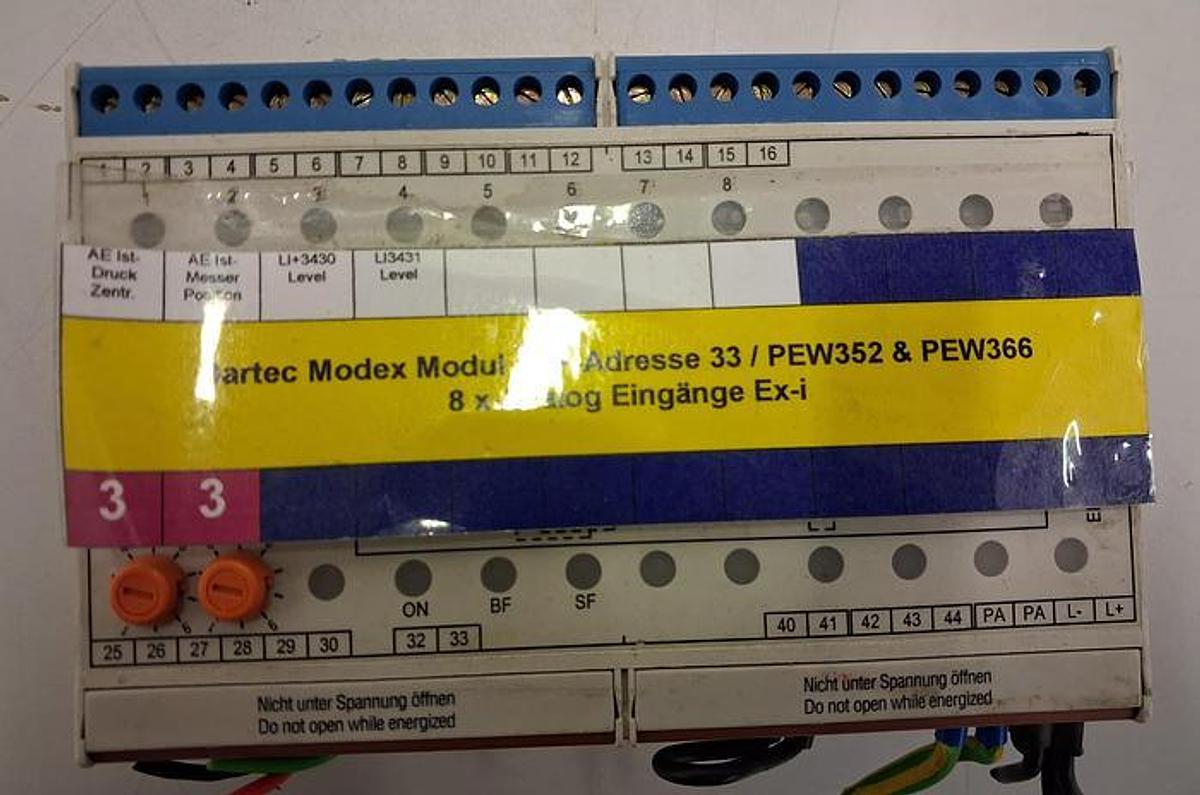 1 2 3 4 5 6 7 8 9 10 11 12 13 14 15 16
1 2 3 4 5 6 7 8
AE Ist-
Druck
Zentr.
AE Ist-
Messer
Position
LI+3430
Level
LI3431
Level
Modex Modul Adresse 33 / PEW352 & PEW366
8 x Eingänge Ex-i
3 3
ON BF SF
6 6
25 26 27 28 29 30 32 33 40 41 42 43 44 PA PA L- L+
Nicht unter Spannung öffnen
Do not open while energized
Nicht unter Spannung öffnen
Do not open while energized